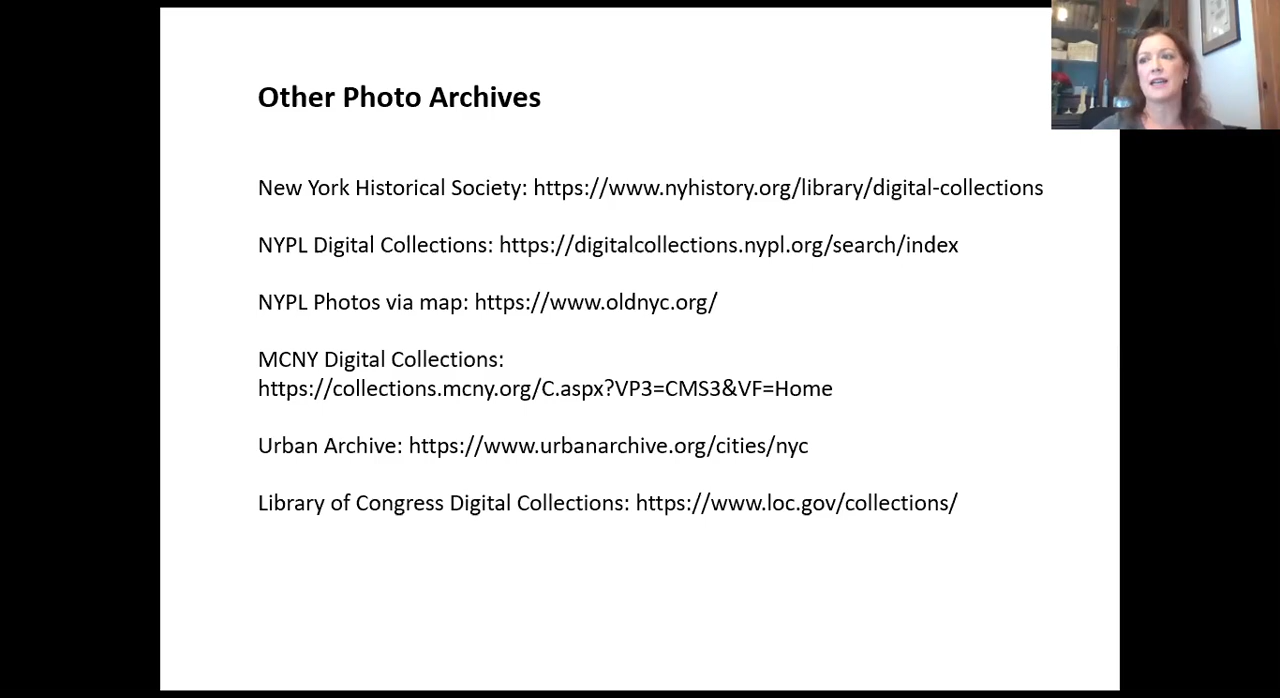 Other Photo Archives
New York Historical Society: https://www.nyhistory.org/library/digital-collections
NYPL Digital Collections: https://digitalcollections.nypl.org/search/index
NYPL Photos via map: https://www.oldnyc.org/
MCNY Digital Collections:
https://collections.mcny.org/C.aspx?VP3=CMS3&VF=Home
Urban Archive: https://www.urbanarchive.org/cities/nyc
Library of Congress Digital Collections: https://www.loc.gov/collections/